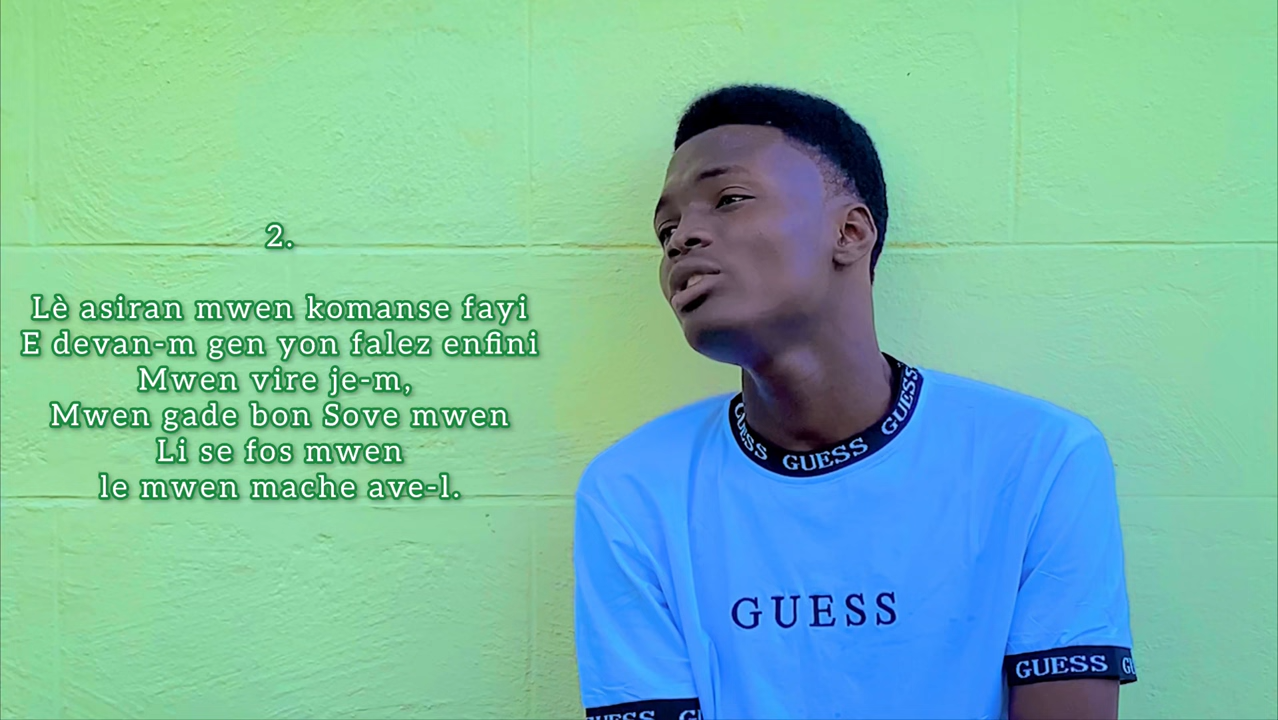 2.
Lè asiran mwen komanse fayi
E devan-m gen yon falez enfini
Mwen vire je-m,
Mwen gade bon Sove mwen
Li se fos mwen
le mwen mache ave-l.
GUESS GUESS GUESS
GUESS
GUESS